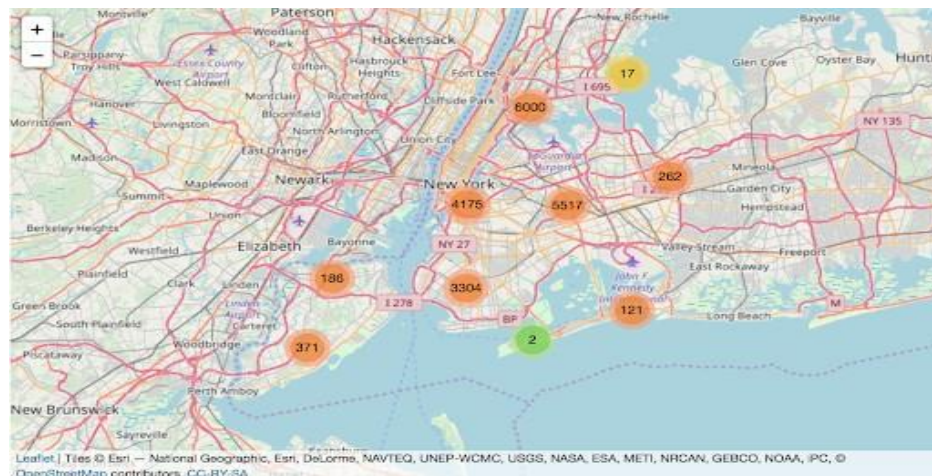 Montville
Paterson
New Rochelle
Bayville
+
Woodland
Park
Hackensack
Parsippany-
Troy Hills
Essex County
Airport
Clifton
Hasbrouck
Heights
Fort Lee
17
Glen Cove
Oyster Bay
Hunt
−
West Caldwell
I 695
Hanover
Montclair
Rutherford
Cliffside Park
6000
Bloomfield
NY 135
Morristown
Livingston
North Arlington
Union City
East Orange
Madison
Airport
Mineola
Summit
Maplewood
Newark
New York
262
Garden City
4175
5517
Hempstead
Union
Berkeley Heights
Elizabeth
Bayonne
NY 27
Westfield
Valley Stream
Freeport
Plainfield
Clark
Linden
186
East Rockaway
3304
John F.
Kennedy
Green Brook
Linden
Airport
I 278
M
South Plainfield
Carteret
BP
121
Long Beach
Woodbridge
371
2
Piscataway
Perth Amboy
New Brunswick
Sayreville
Leaflet | Tiles © Esri — National Geographic, Esri, DeLorme, NAVTEQ, UNEP-WCMC, USGS, NASA, ESA, METI, NRCAN, GEBCO, NOAA, iPC, ©
OpenStreetMap contributors, CC-BY-SA